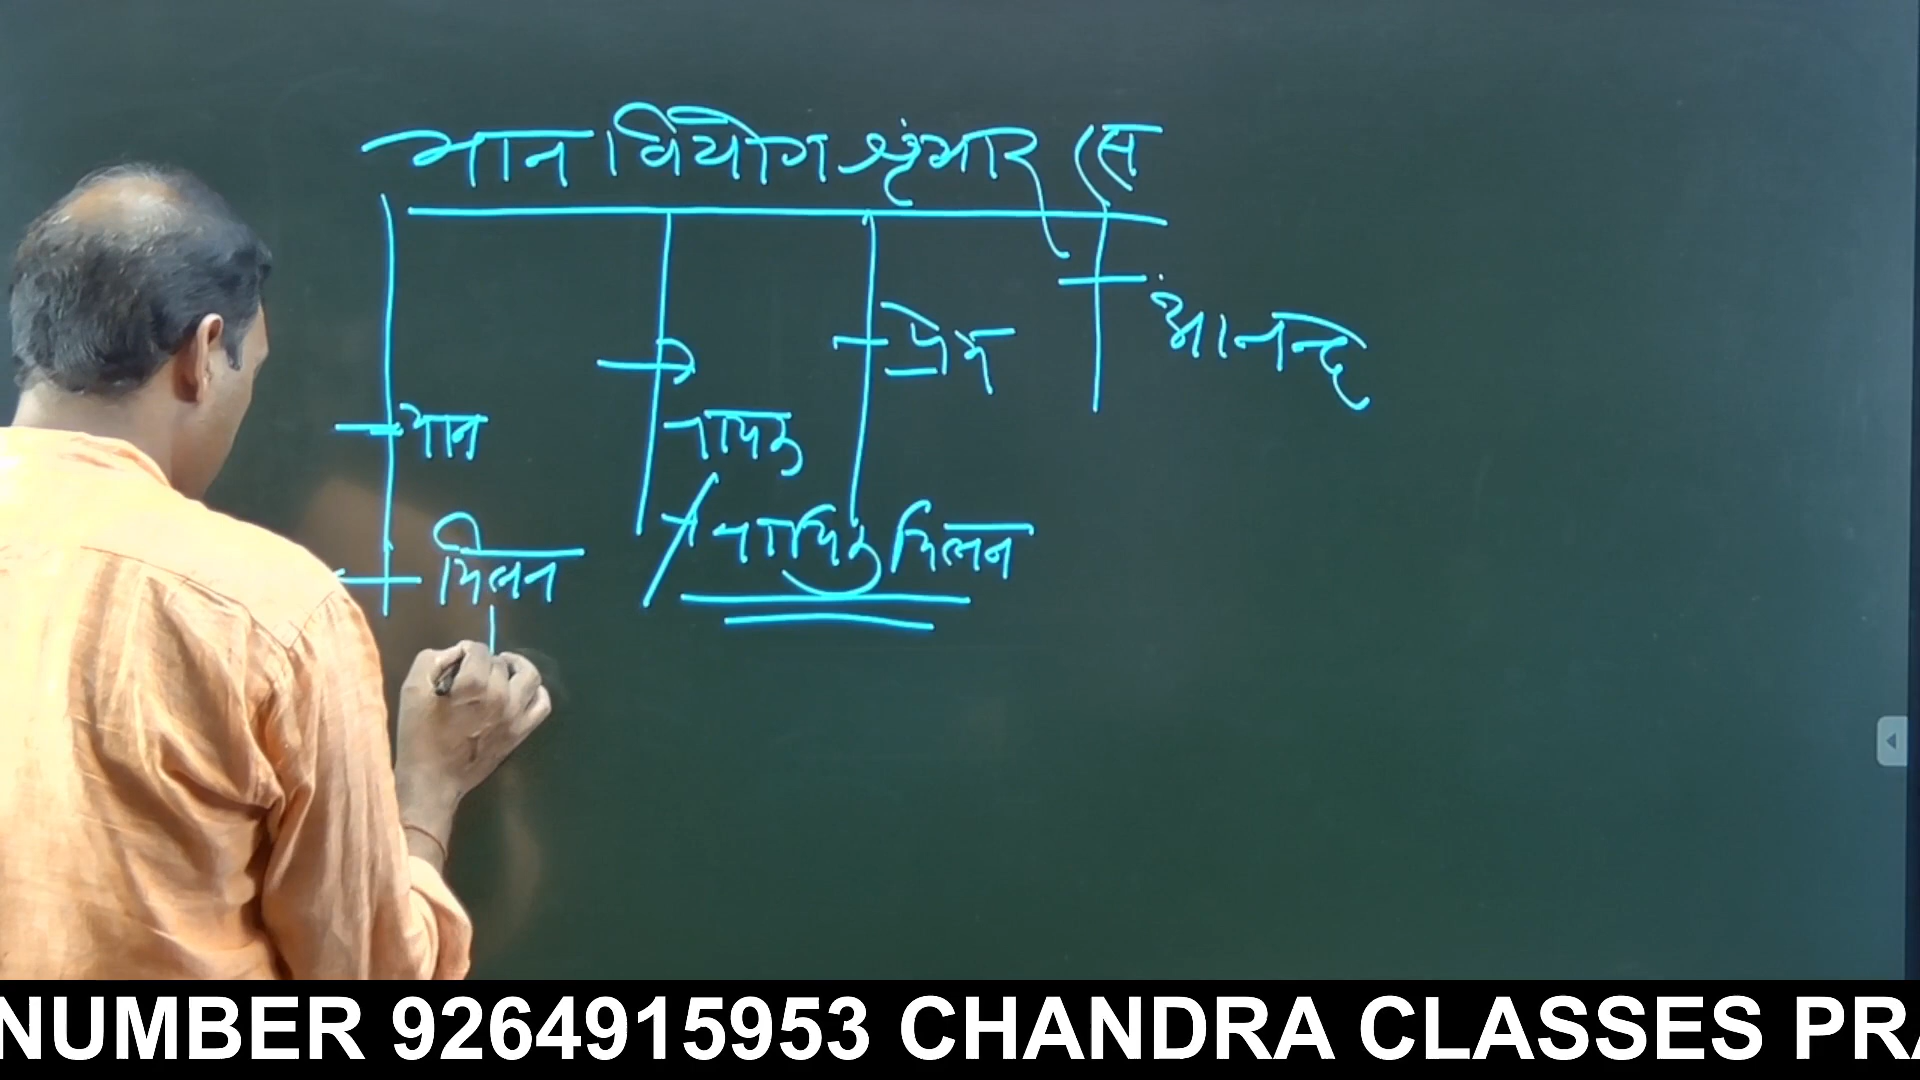 मान वियोग श्रृंगार रस
आनन्द
प्रेम
मान
नायक
नायिका मिलन
मिलन
NUMBER 9264915953 CHANDRA CLASSES PRA